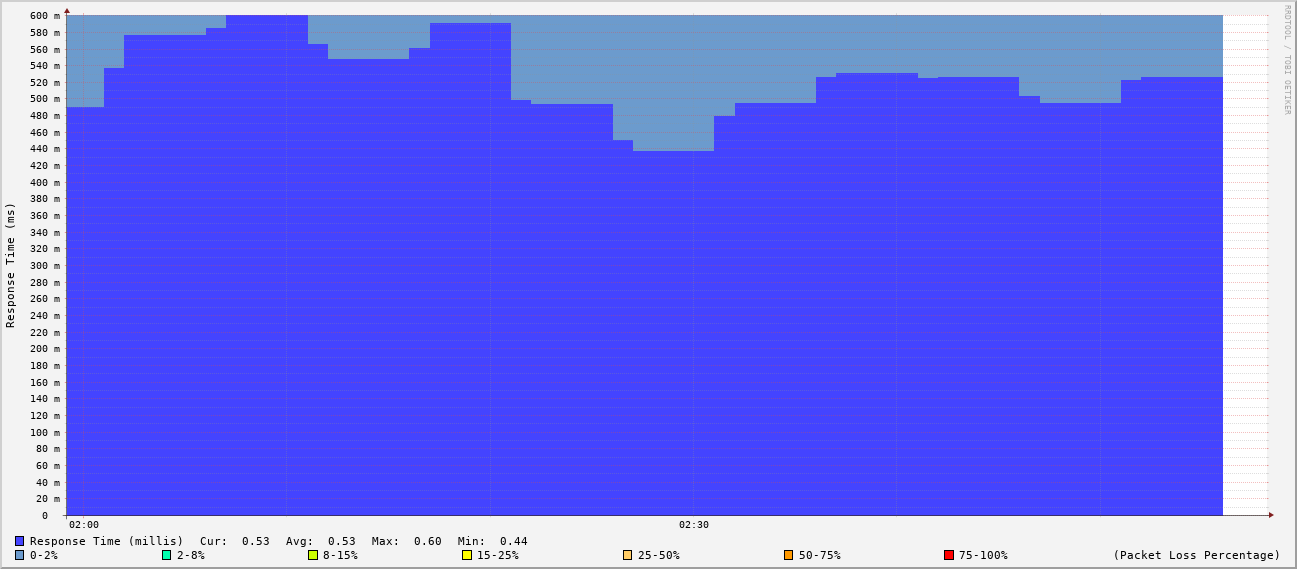 600 m
580 m
560 m
540 m
520 m
500 m
480 m
460 m
440 m
420 m
400 m
380 m
360 m
340 m
320 m
300 m
280 m
260 m
240 m
220 m
200 m
180 m
160 m
140 m
120 m
100 m
80 m
60 m
40 m
20 m
0
Response Time (ms)
RRDTOOL / TOBI OETIKER
02:00 02:30
Response Time (millis) Cur: 0.53 Avg: 0.53 Max: 0.60 Min: 0.44
0-2% 2-8% 8-15% 15-25% 25-50% 50-75% 75-100% (Packet Loss Percentage)